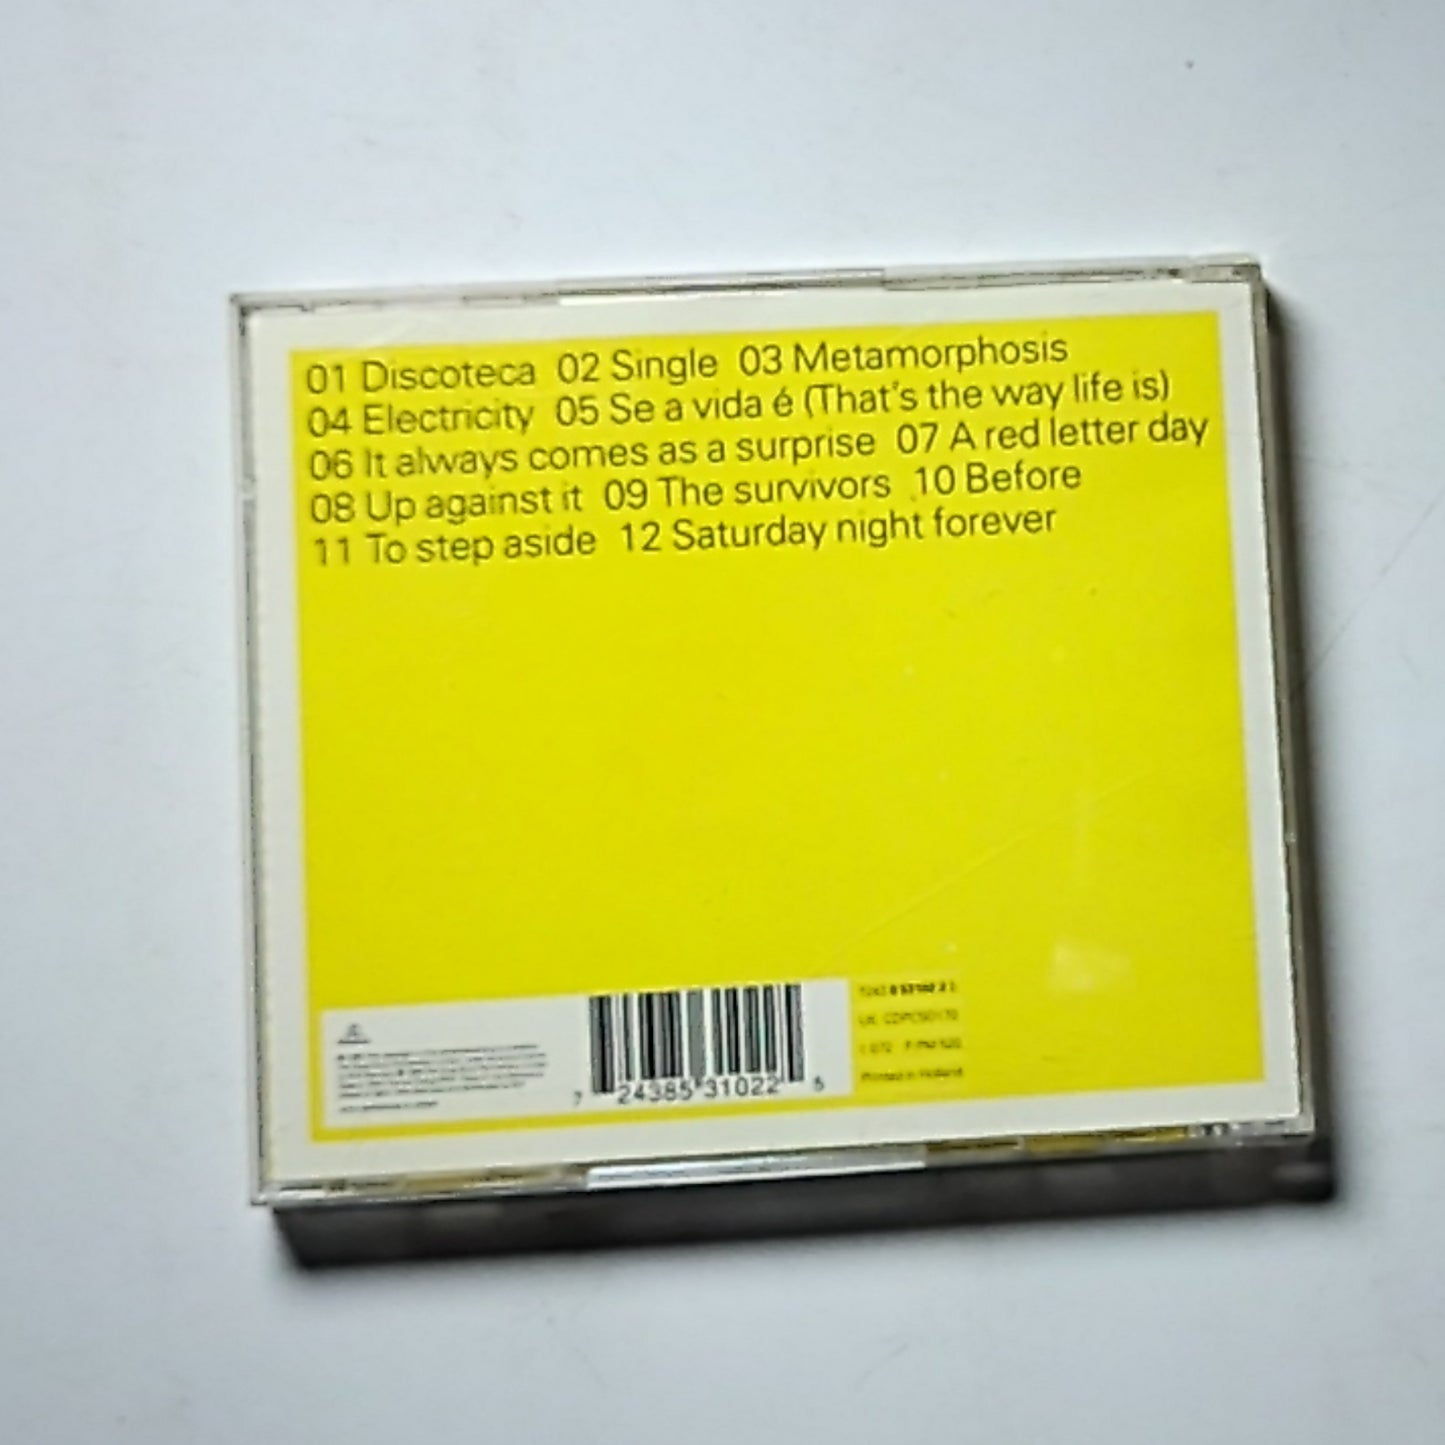 01 Discoteca 02 Single 03 Metamorphosis
04 Electricity 05 Se a vida é (That's the way life is)
06 It always comes as a surprise 07 A red letter day
08 Up against it 09 The survivors 10 Before
11 To step aside 12 Saturday night forever
7 24385 31022 5
Printed in Holland